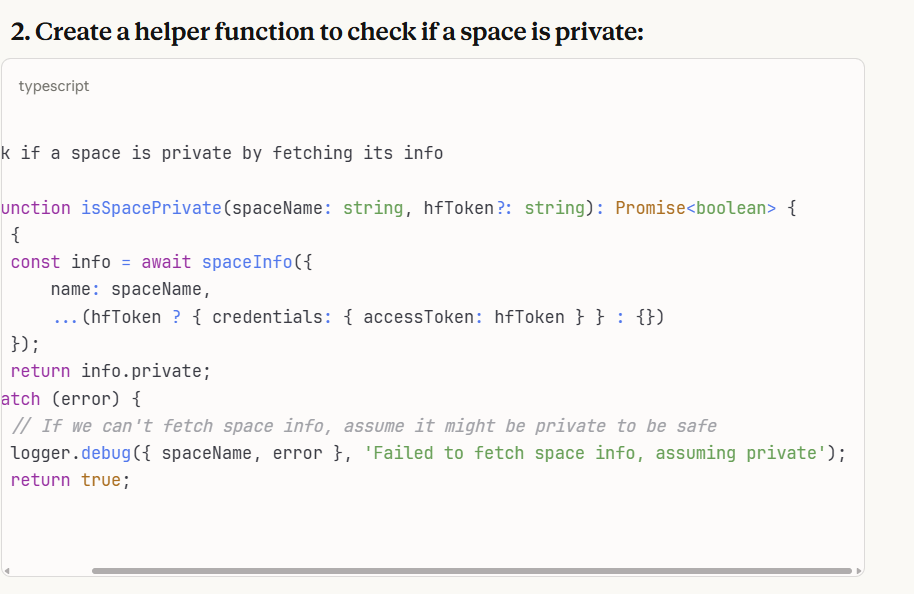 2. Create a helper function to check if a space is private:
typescript
k if a space is private by fetching its info
unction isSpacePrivate(spaceName: string, hfToken?: string): Promise<boolean> {
{
const info = await spaceInfo({
name: spaceName,
...(hfToken ? { credentials: { accessToken: hfToken } } : {})
});
return info.private;
atch (error) {
// If we can't fetch space info, assume it might be private to be safe
logger.debug({ spaceName, error }, 'Failed to fetch space info, assuming private');
return true;